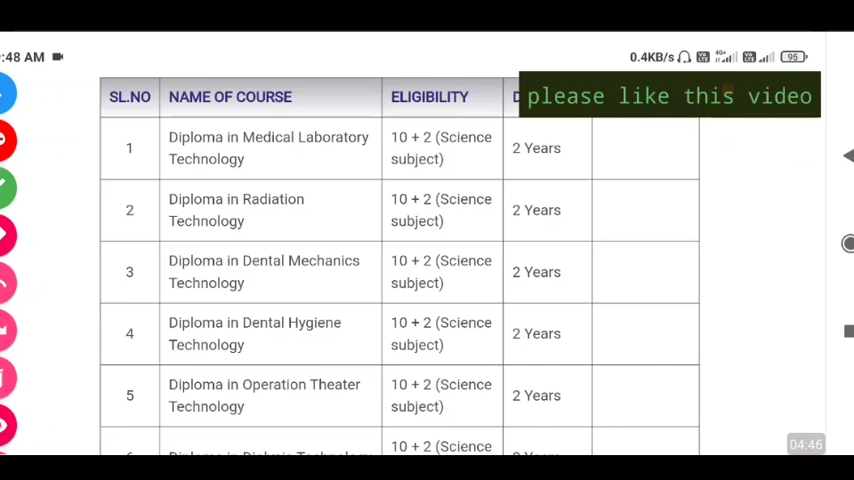 :48 AM
0.4KB/s
4G+
95
SL.NO NAME OF COURSE ELIGIBILITY D
please like this video
1 Diploma in Medical Laboratory Technology 10 + 2 (Science subject) 2 Years
2 Diploma in Radiation Technology 10 + 2 (Science subject) 2 Years
3 Diploma in Dental Mechanics Technology 10 + 2 (Science subject) 2 Years
4 Diploma in Dental Hygiene Technology 10 + 2 (Science subject) 2 Years
5 Diploma in Operation Theater Technology 10 + 2 (Science subject) 2 Years
10 + 2 (Science
04:46